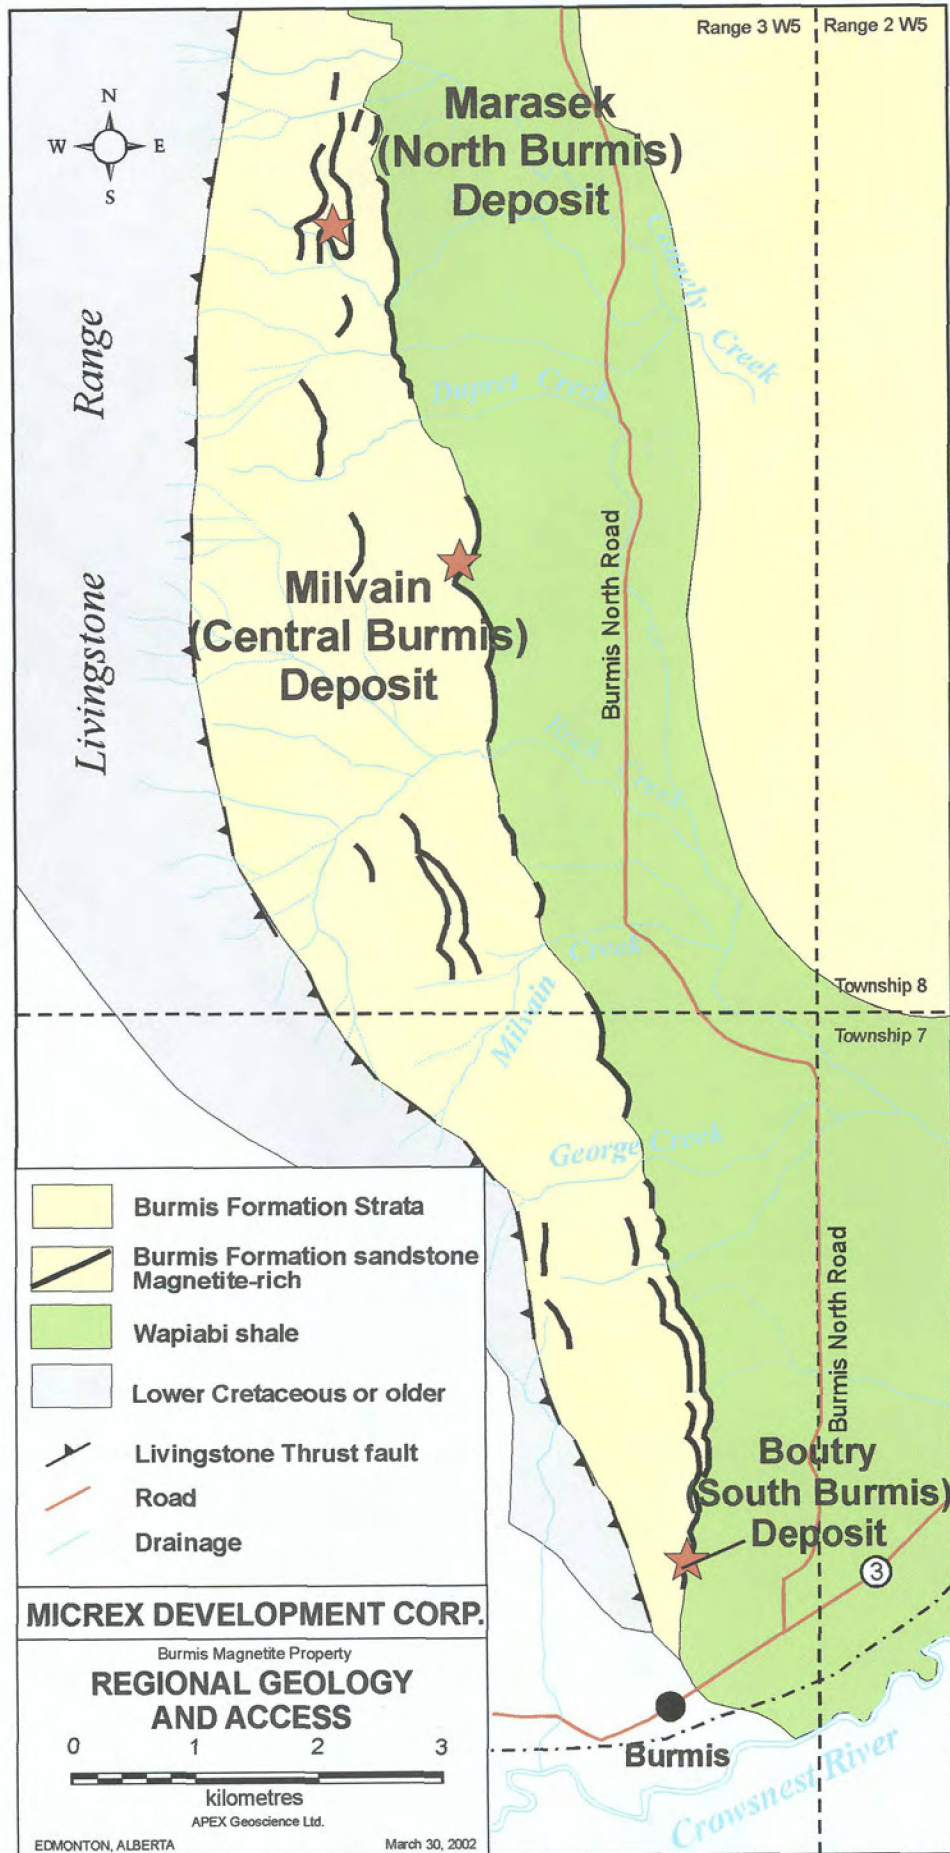 Range 3 W5
Range 2 W5
N
W
E
S
Marasek
(North Burmis)
Deposit
Connely Creek
Livingstone Range
Dupret Creek
Burmis North Road
Milvain
(Central Burmis)
Deposit
Rock Creek
Milvain Creek
Township 8
Township 7
George Creek
Burmis North Road
Boutry
(South Burmis)
Deposit
3
Burmis
Crowsnest River
Burmis Formation Strata
Burmis Formation sandstone
Magnetite-rich
Wapiabi shale
Lower Cretaceous or older
Livingstone Thrust fault
Road
Drainage
MICREX DEVELOPMENT CORP.
Burmis Magnetite Property
REGIONAL GEOLOGY
AND ACCESS
0 1 2 3
kilometres
APEX Geoscience Ltd.
EDMONTON, ALBERTA
March 30, 2002